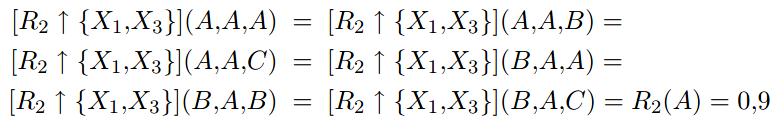 [R₂ ↑ {X₁,X₃}](A,A,A) = [R₂ ↑ {X₁,X₃}](A,A,B) =
[R₂ ↑ {X₁,X₃}](A,A,C) = [R₂ ↑ {X₁,X₃}](B,A,A) =
[R₂ ↑ {X₁,X₃}](B,A,B) = [R₂ ↑ {X₁,X₃}](B,A,C) = R₂(A) = 0,9